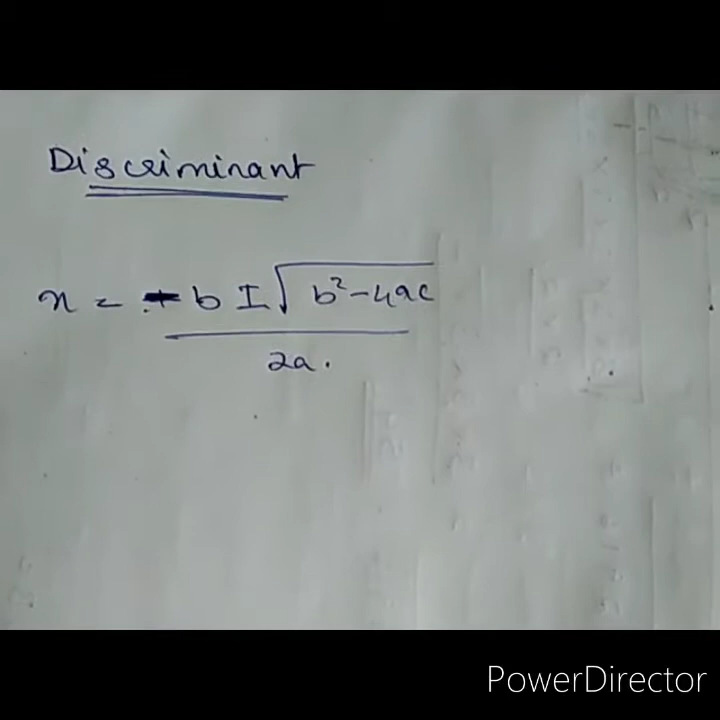 Discriminant
x = -b ± √b²-4ac
2a.
PowerDirector